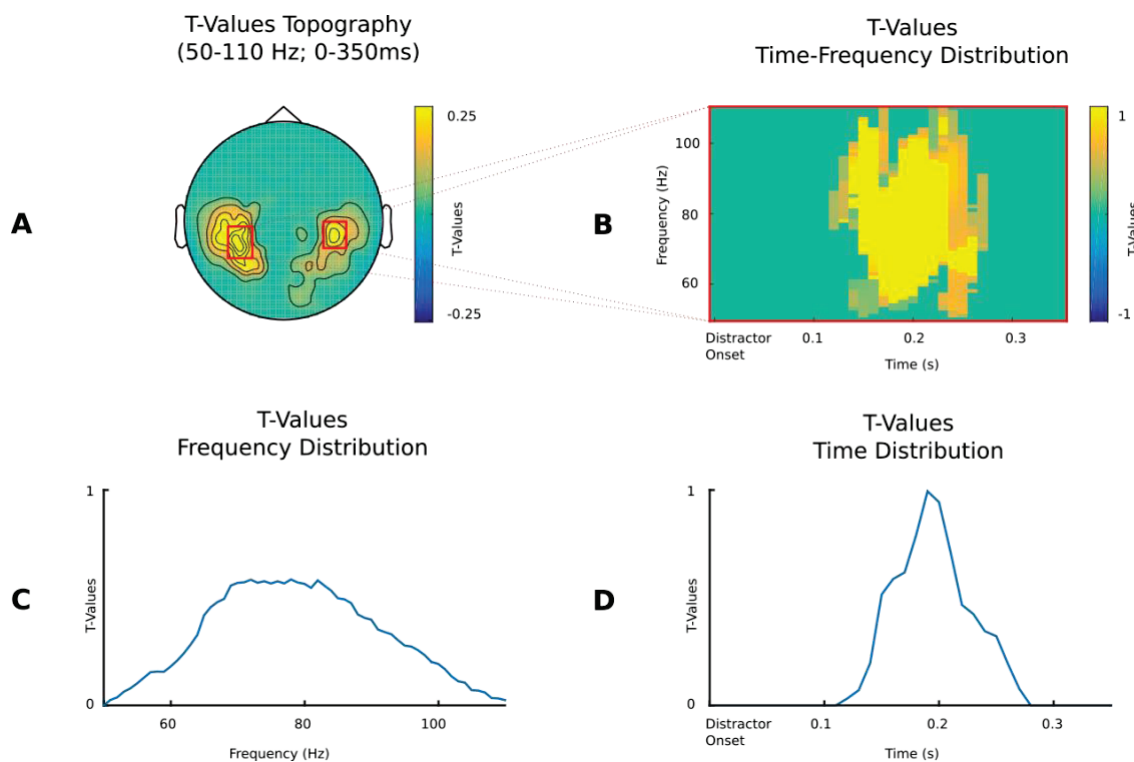 T-Values Topography
(50-110 Hz; 0-350ms)
T-Values
Time-Frequency Distribution
A
0.25
T-Values
-0.25
B
Frequency (Hz)
100
80
60
Distractor
Onset
0.1
0.2
0.3
Time (s)
1
T-Values
-1
T-Values
Frequency Distribution
T-Values
Time Distribution
C
1
T-Values
0
60
80
100
Frequency (Hz)
D
1
T-Values
0
Distractor
Onset
0.1
0.2
0.3
Time (s)